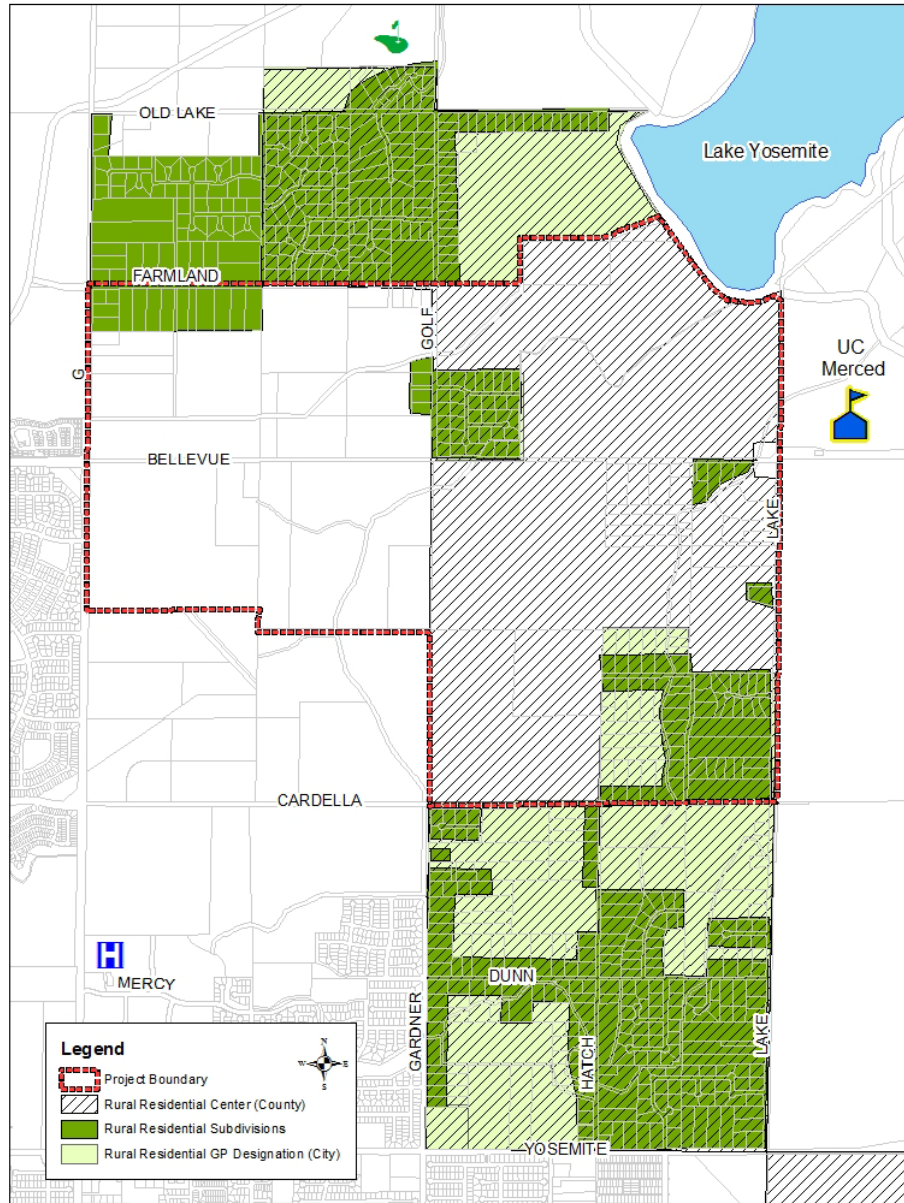 OLD LAKE
Lake Yosemite
FARMLAND
GOLF
G
UC
Merced
BELLEVUE
LAKE
CARDELLA
H
MERCY
DUNN
GARDNER
HATCH
LAKE
YOSEMITE
Legend
N
W E
S
Project Boundary
Rural Residential Center (County)
Rural Residential Subdivisions
Rural Residential GP Designation (City)